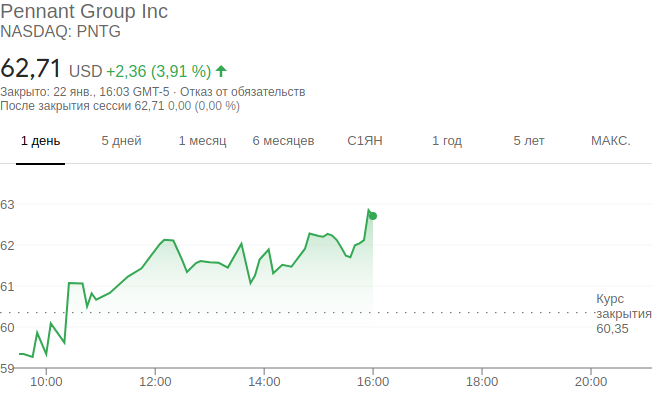 Pennant Group Inc
NASDAQ: PNTG
62,71 USD +2,36 (3,91 %)
Закрыто: 22 янв., 16:03 GMT-5 · Отказ от обязательств
После закрытия сессии 62,71 0,00 (0,00 %)
1 день 5 дней 1 месяц 6 месяцев С1ЯН 1 год 5 лет МАКС.
63
62
61
Курс
закрытия
60,35
60
59
10:00 12:00 14:00 16:00 18:00 20:00